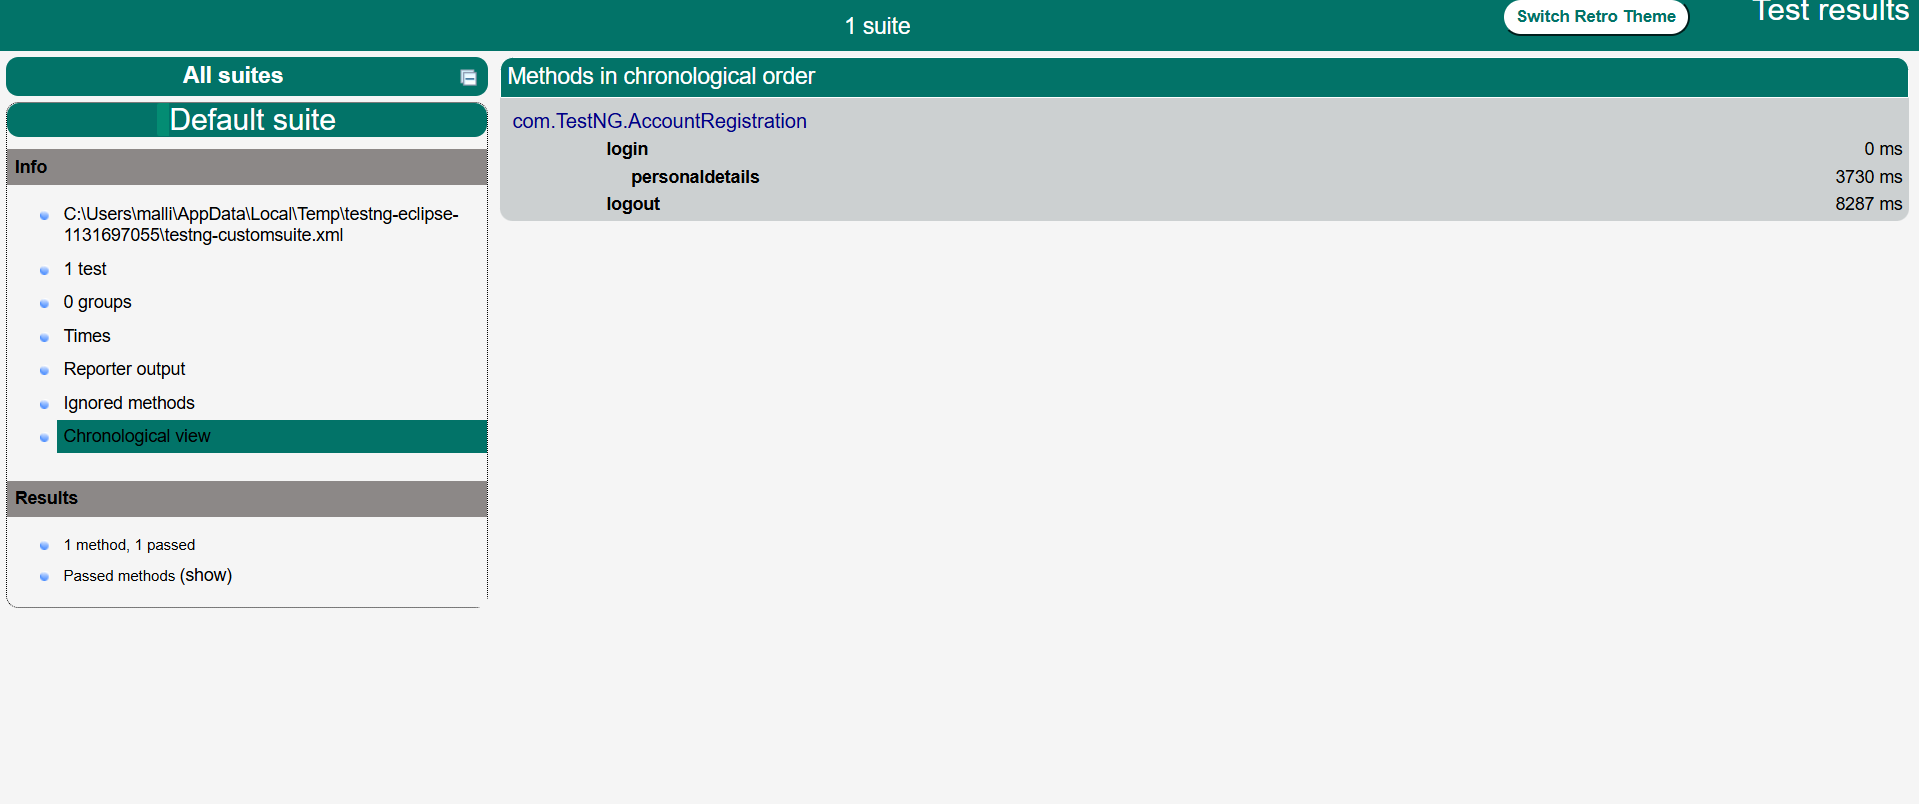 1 suite
Switch Retro Theme
Test results
All suites
Default suite
Info
C:\Users\malli\AppData\Local\Temp\testng-eclipse-
1131697055\testng-customsuite.xml
1 test
0 groups
Times
Reporter output
Ignored methods
Chronological view
Results
1 method, 1 passed
Passed methods (show)
Methods in chronological order
com.TestNG.AccountRegistration
login 0 ms
personaldetails 3730 ms
logout 8287 ms